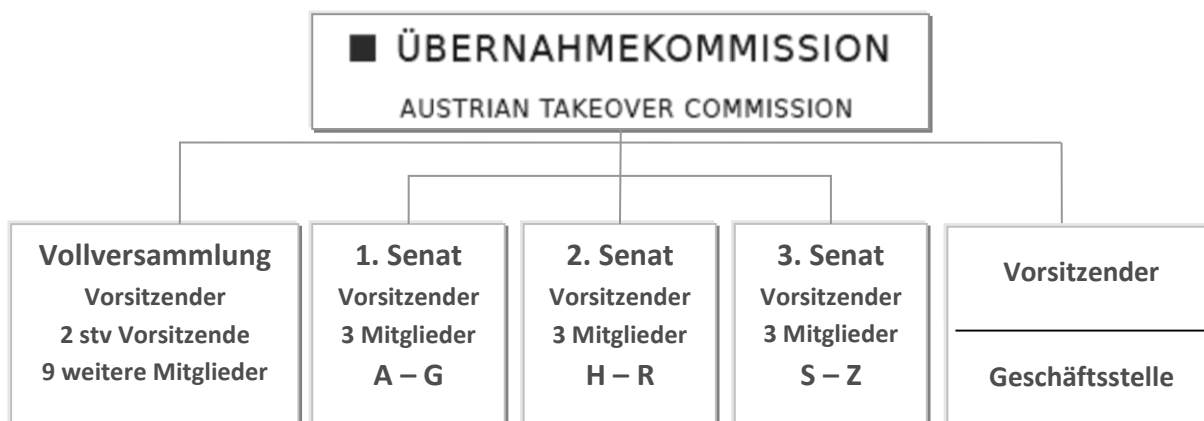 ■ ÜBERNAHMEKOMMISSION
AUSTRIAN TAKEOVER COMMISSION
Vollversammlung
Vorsitzender
2 stv Vorsitzende
9 weitere Mitglieder
1. Senat
Vorsitzender
3 Mitglieder
A – G
2. Senat
Vorsitzender
3 Mitglieder
H – R
3. Senat
Vorsitzender
3 Mitglieder
S – Z
Vorsitzender
Geschäftsstelle